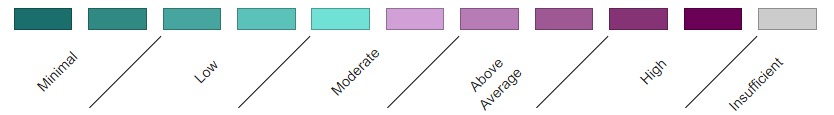 Minimal
Low
Moderate
Above
Average
High
Insufficient